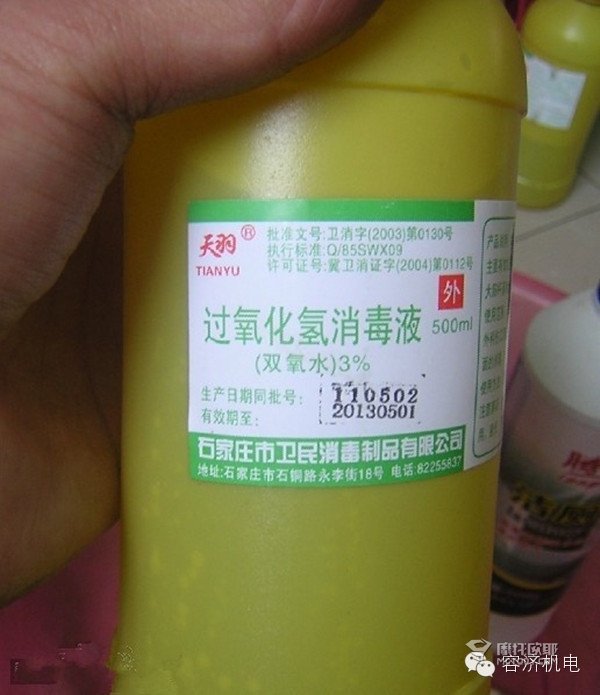 天羽®
TIANYU
批准文号:卫消字(2003)第0130号
执行标准:Q/85SWX09
许可证号:冀卫消证字(2004)第0112号
外
过氧化氢消毒液 500ml
(双氧水)3%
生产日期同批号: 110502
有效期至: 20130501
石家庄市卫民消毒制品有限公司
地址:石家庄市石铜路永李街18号 电话:82255837
摩托欧耶
容济机电